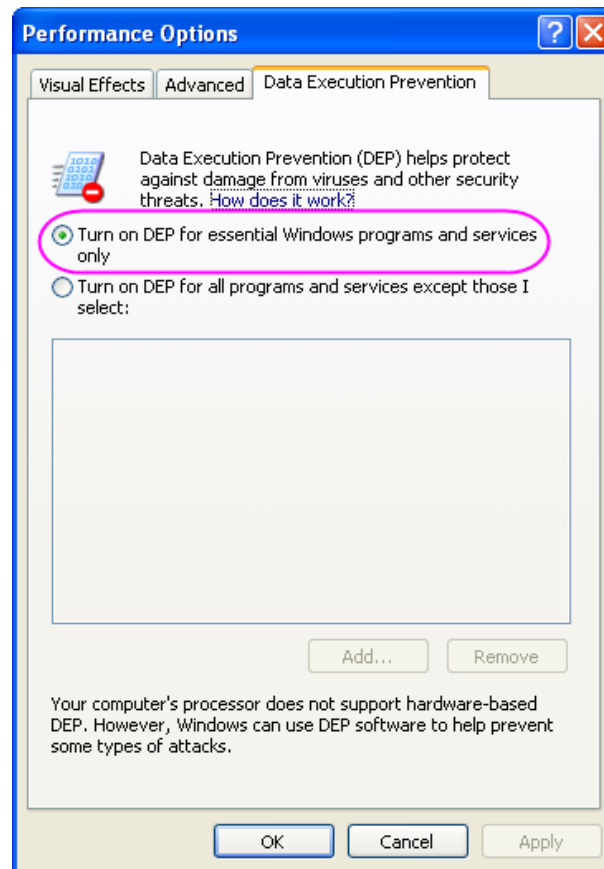 Performance Options
Visual Effects Advanced Data Execution Prevention
Data Execution Prevention (DEP) helps protect
against damage from viruses and other security
threats. How does it work?
Turn on DEP for essential Windows programs and services
only
Turn on DEP for all programs and services except those I
select:
Add... Remove
Your computer's processor does not support hardware-based
DEP. However, Windows can use DEP software to help prevent
some types of attacks.
OK Cancel Apply